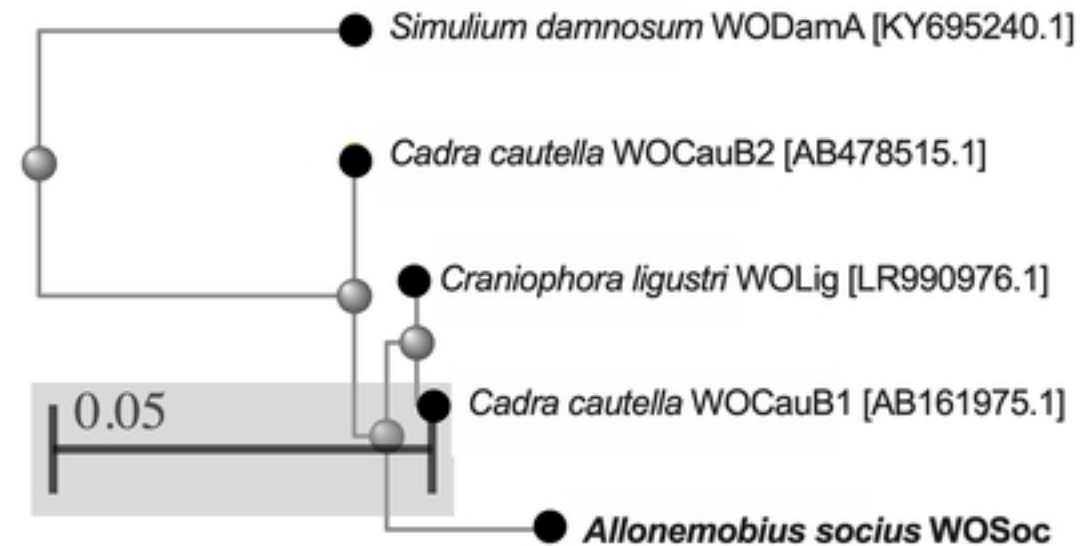 Simulium damnosum WODamA [KY695240.1]
Cadra cautella WOCauB2 [AB478515.1]
Craniophora ligustri WOLig [LR990976.1]
Cadra cautella WOCauB1 [AB161975.1]
0.05
Allonemobius socius WOSoc